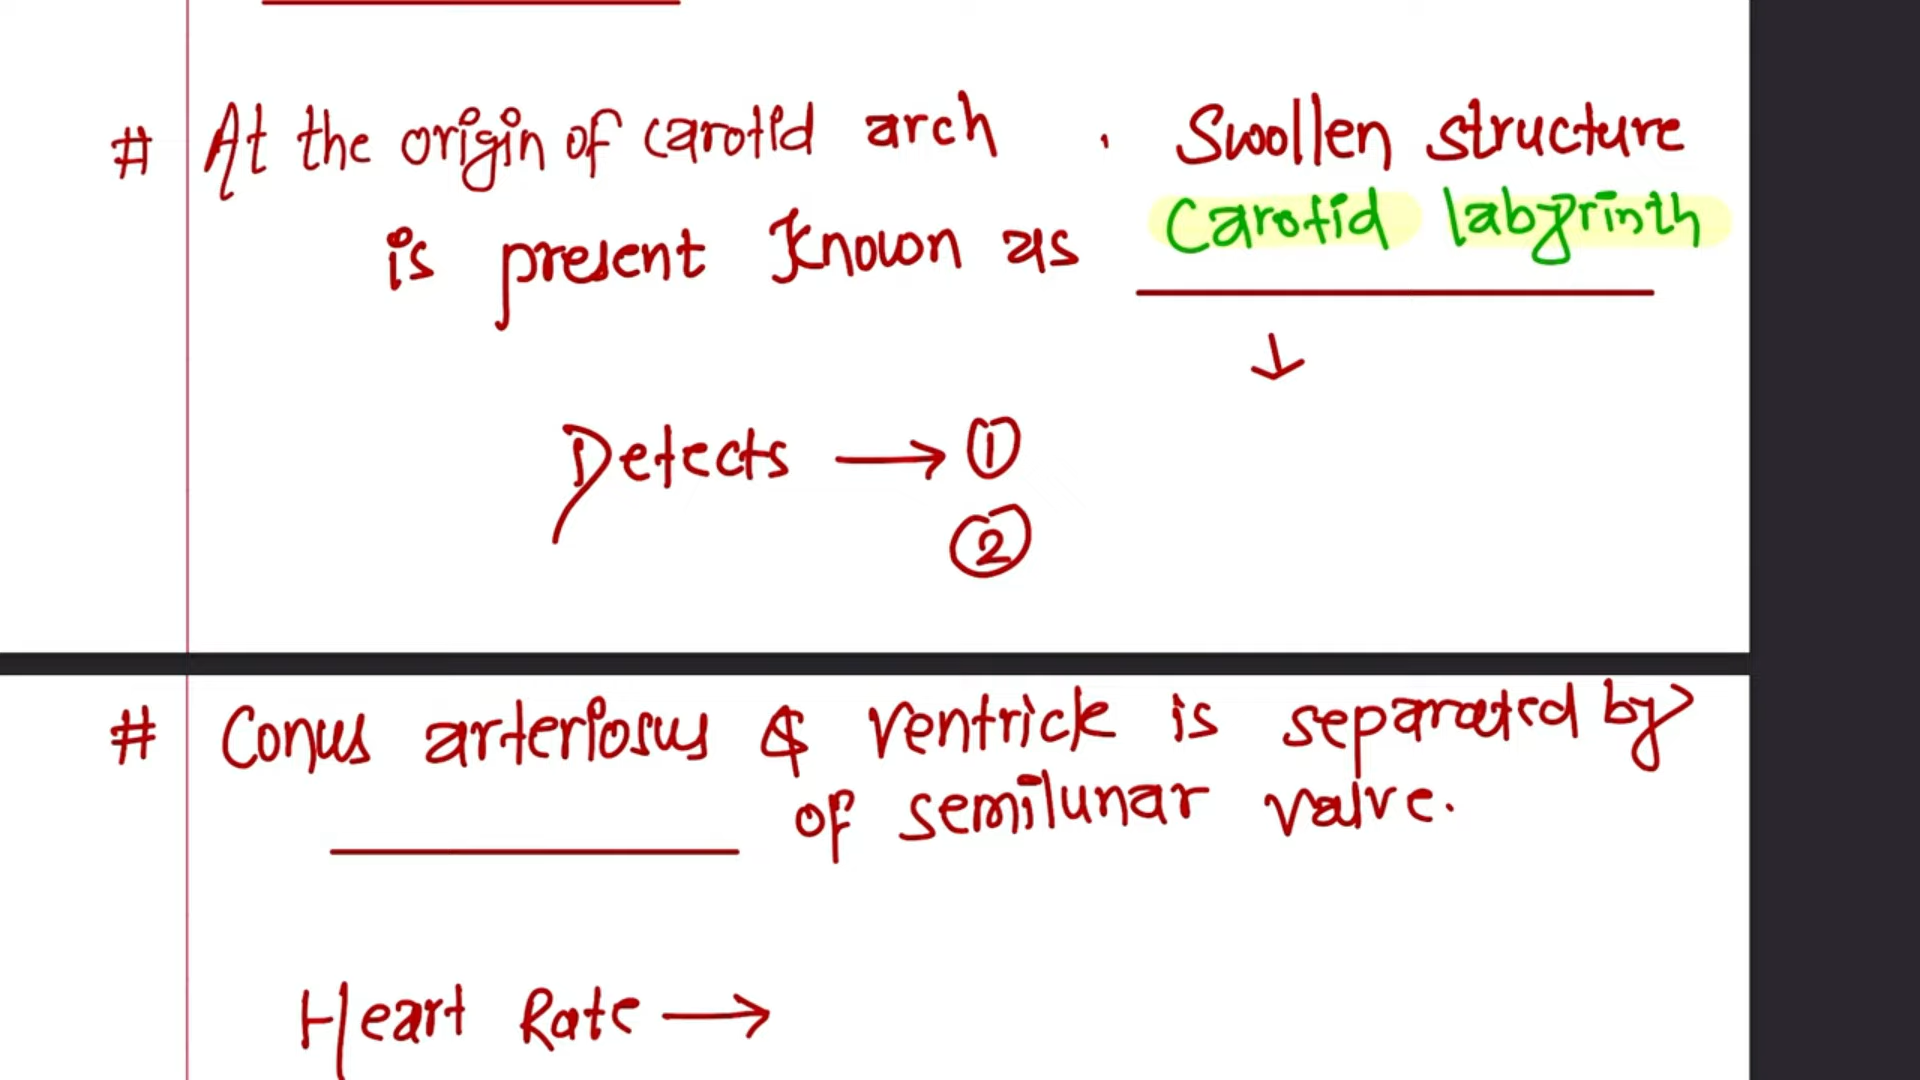 # At the origin of carotid arch . Swollen structure
is present Known as Carotid labyrinth
↓
Detects → ①
②
# Conus arteriosus & ventricle is separated by
_______ of semilunar valve.
Heart Rate →